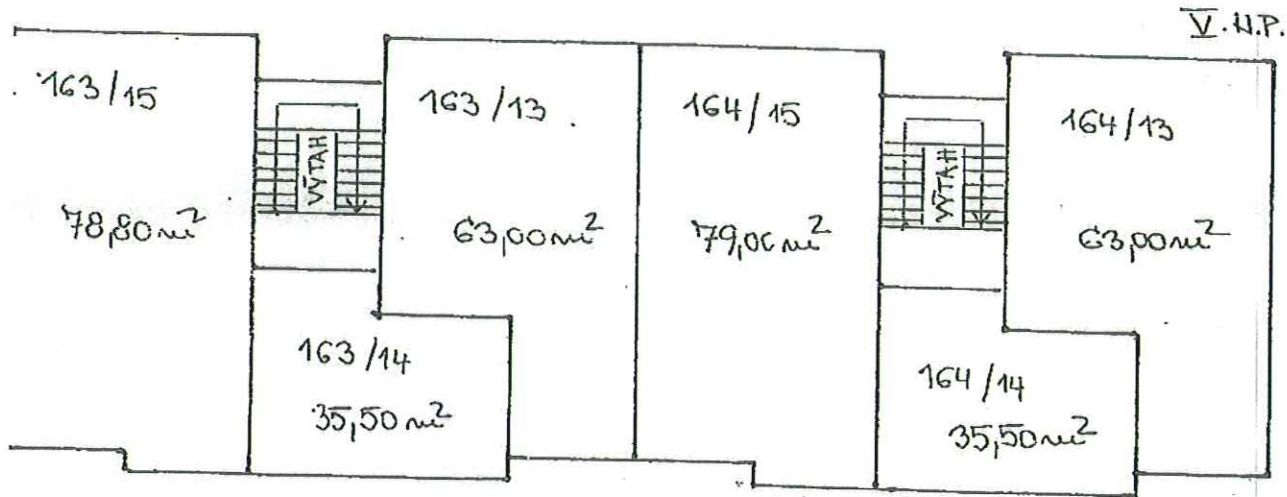 V. N.P.
163/15
78,80 m²
VÝTAH
163/13
63,00 m²
163/14
35,50 m²
164/15
79,00 m²
VÝTAH
164/13
63,00 m²
164/14
35,50 m²